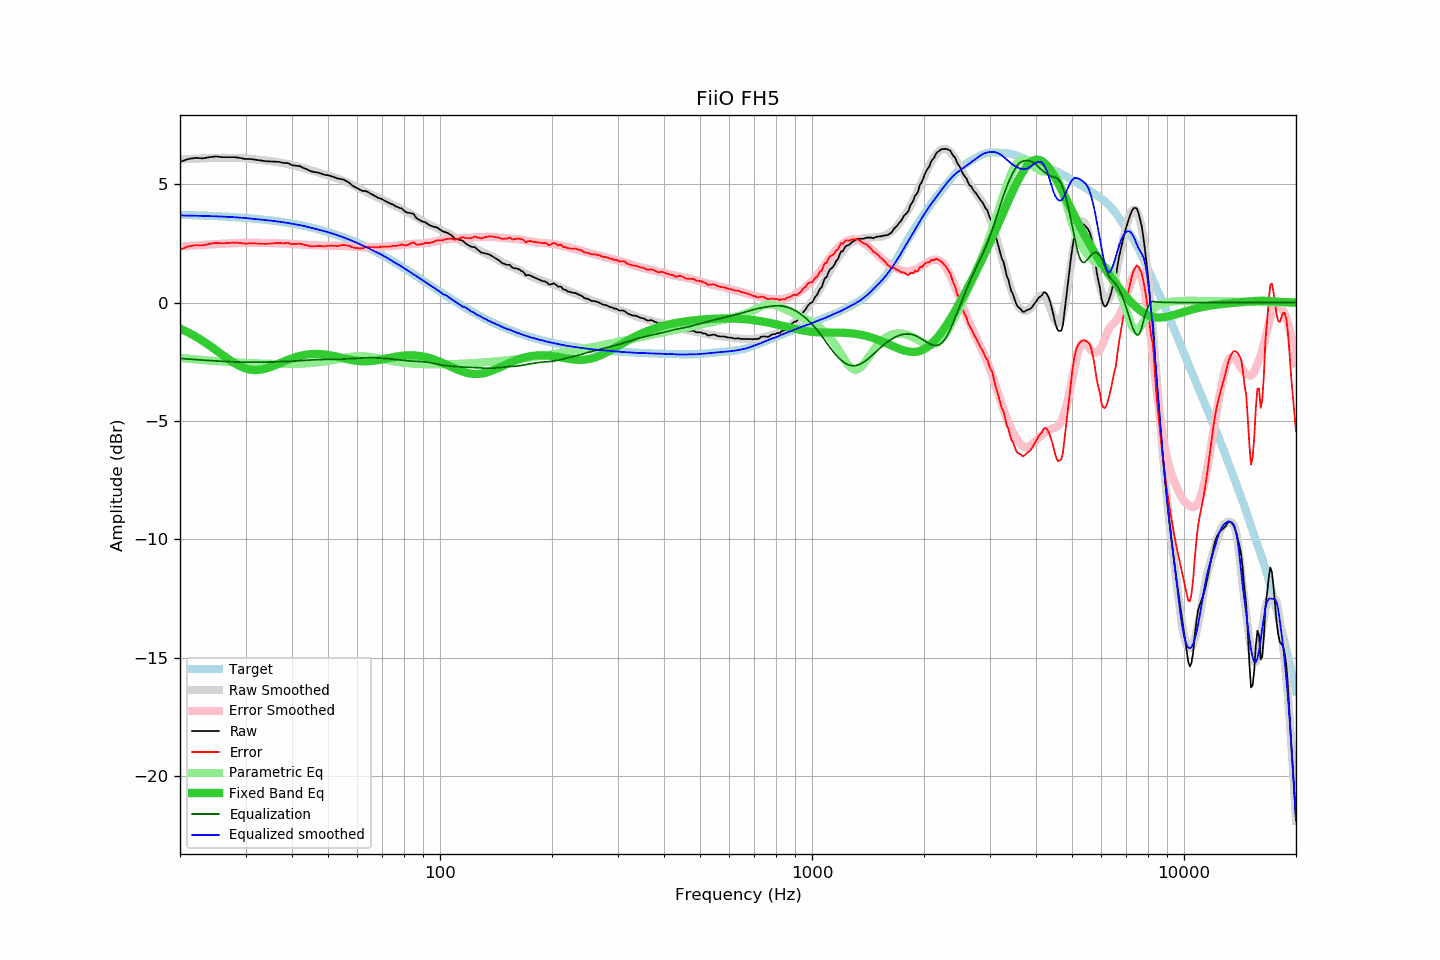 FiiO FH5
Amplitude (dBr)
5
0
−5
−10
−15
−20
Target
Raw Smoothed
Error Smoothed
Raw
Error
Parametric Eq
Fixed Band Eq
Equalization
Equalized smoothed
100
1000
10000
Frequency (Hz)